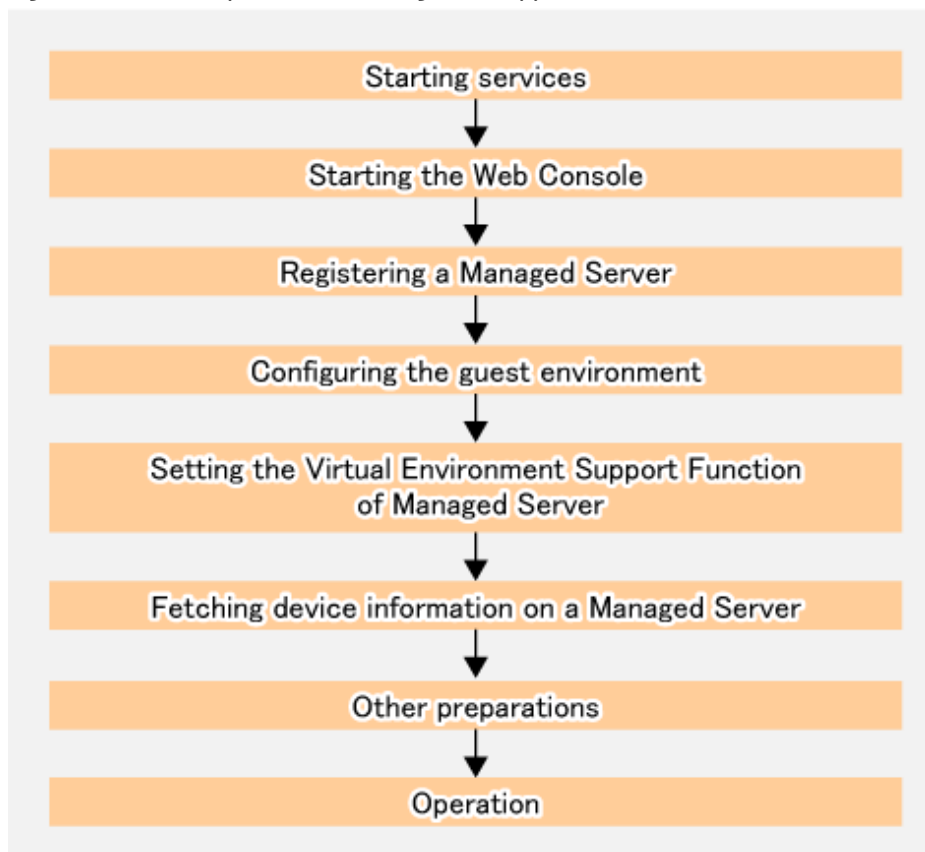 Starting services
Starting the Web Console
Registering a Managed Server
Configuring the guest environment
Setting the Virtual Environment Support Function
of Managed Server
Fetching device information on a Managed Server
Other preparations
Operation